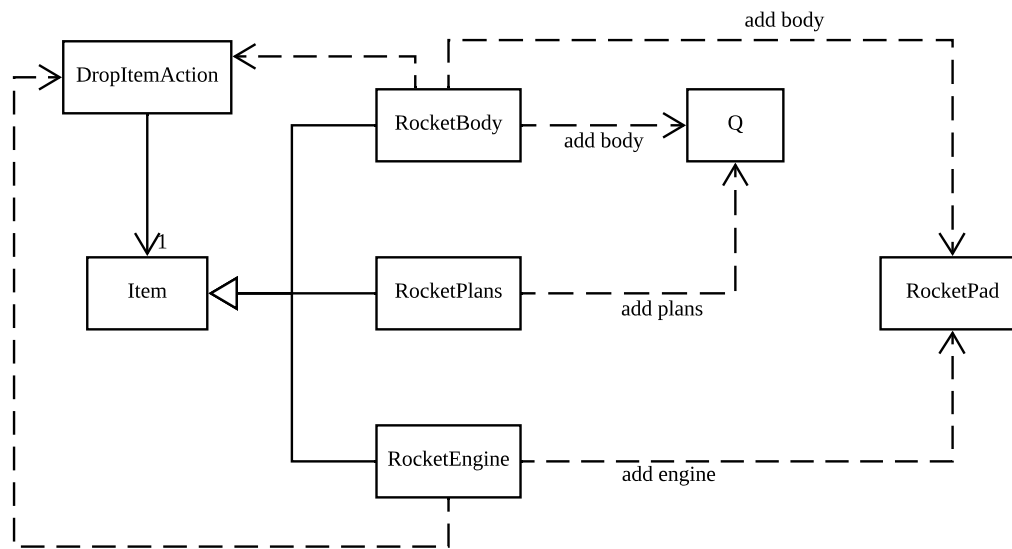 add body
DropItemAction
RocketBody
Q
add body
1
Item
RocketPlans
RocketPad
add plans
RocketEngine
add engine